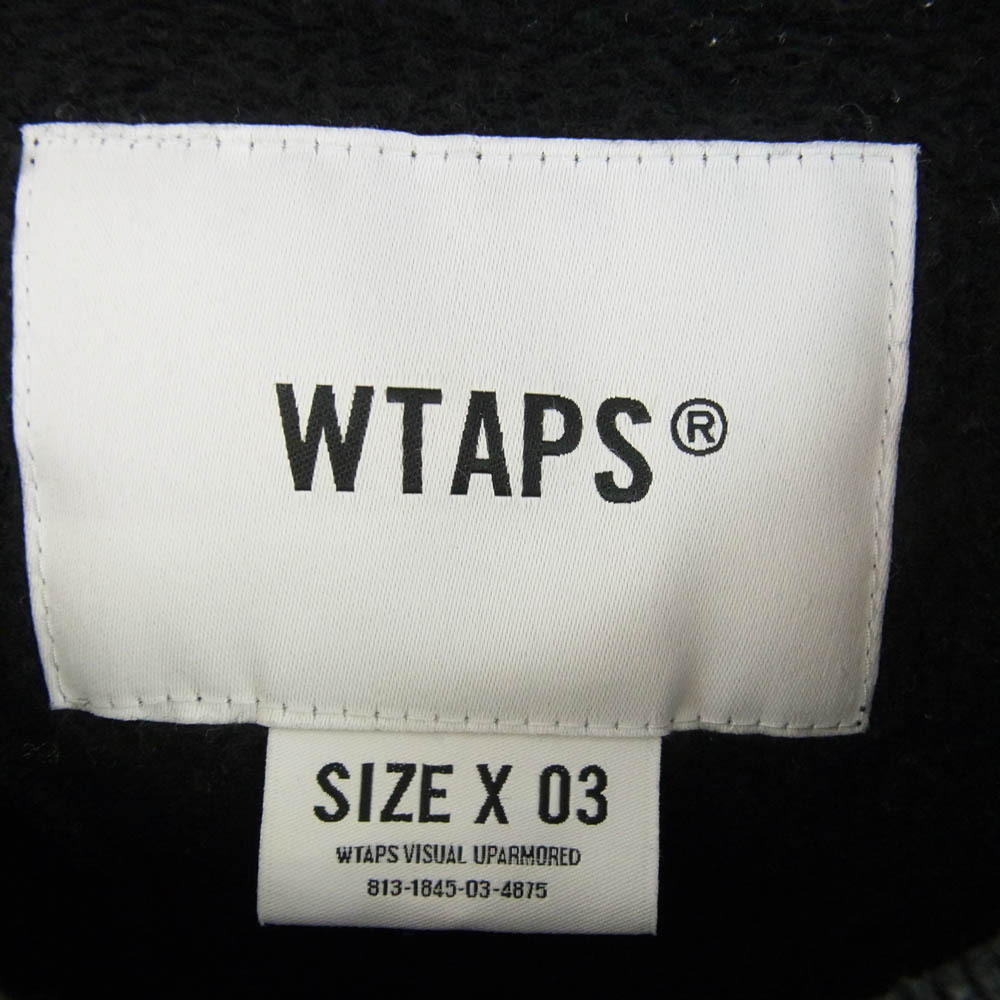 WTAPS®
SIZE X 03
WTAPS VISUAL UPARMORED
813-1845-03-4875